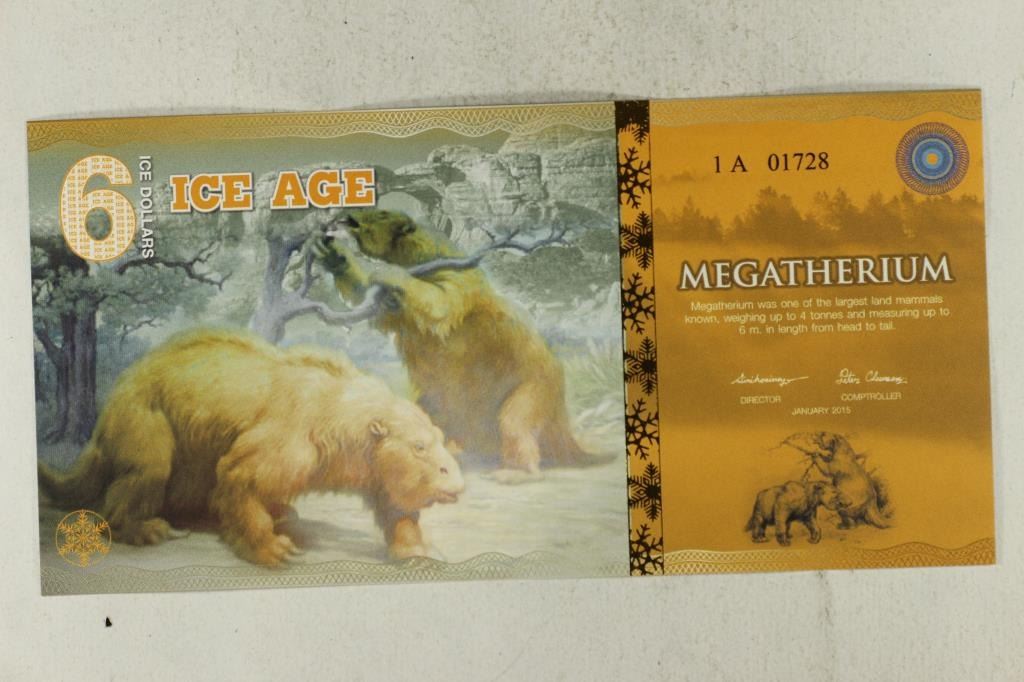 6
ICE DOLLARS
ICE AGE
1 A 01728
MEGATHERIUM
Megatherium was one of the largest land mammals
known, weighing up to 4 tonnes and measuring up to
6 m. in length from head to tail.
DIRECTOR
COMPTROLLER
JANUARY 2015